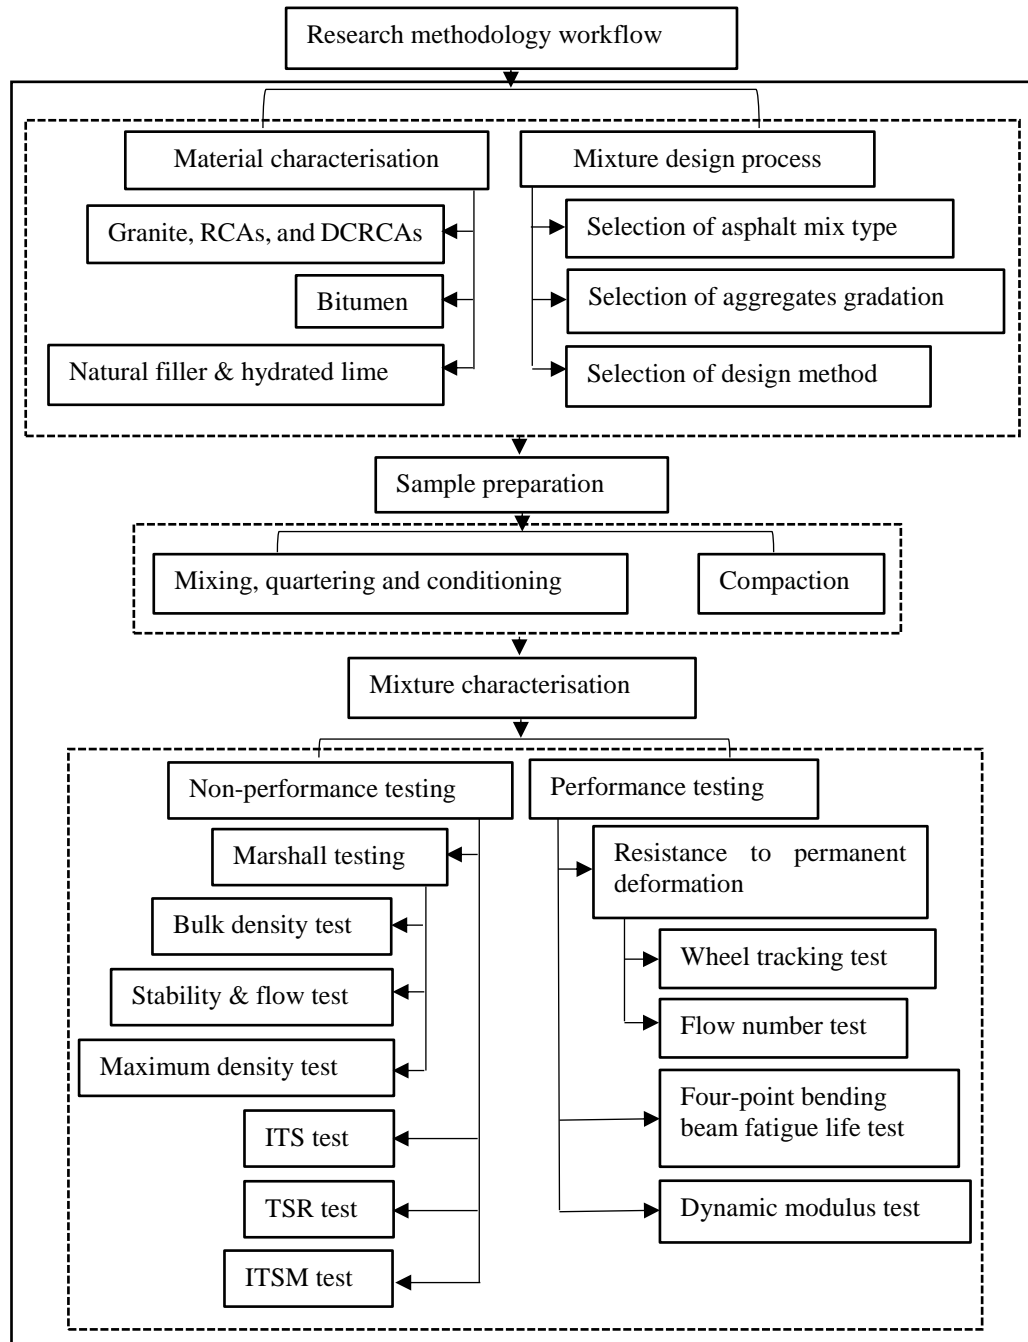 Research methodology workflow
Material characterisation
Granite, RCAs, and DCRCAs
Bitumen
Natural filler & hydrated lime
Mixture design process
Selection of asphalt mix type
Selection of aggregates gradation
Selection of design method
Sample preparation
Mixing, quartering and conditioning
Compaction
Mixture characterisation
Non-performance testing
Marshall testing
Bulk density test
Stability & flow test
Maximum density test
ITS test
TSR test
ITSM test
Performance testing
Resistance to permanent
deformation
Wheel tracking test
Flow number test
Four-point bending
beam fatigue life test
Dynamic modulus test